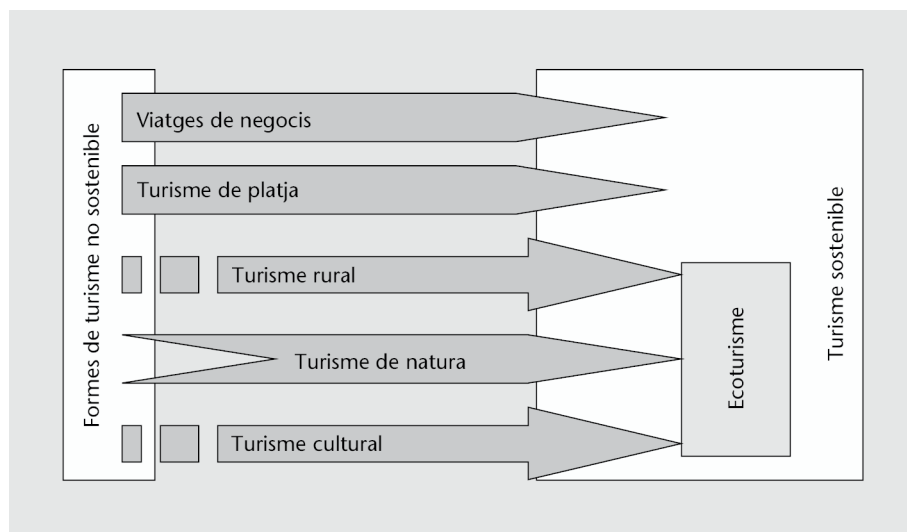 Formes de turisme no sostenible
Viatges de negocis
Turisme de platja
Turisme rural
Turisme de natura
Turisme cultural
Ecoturisme
Turisme sostenible